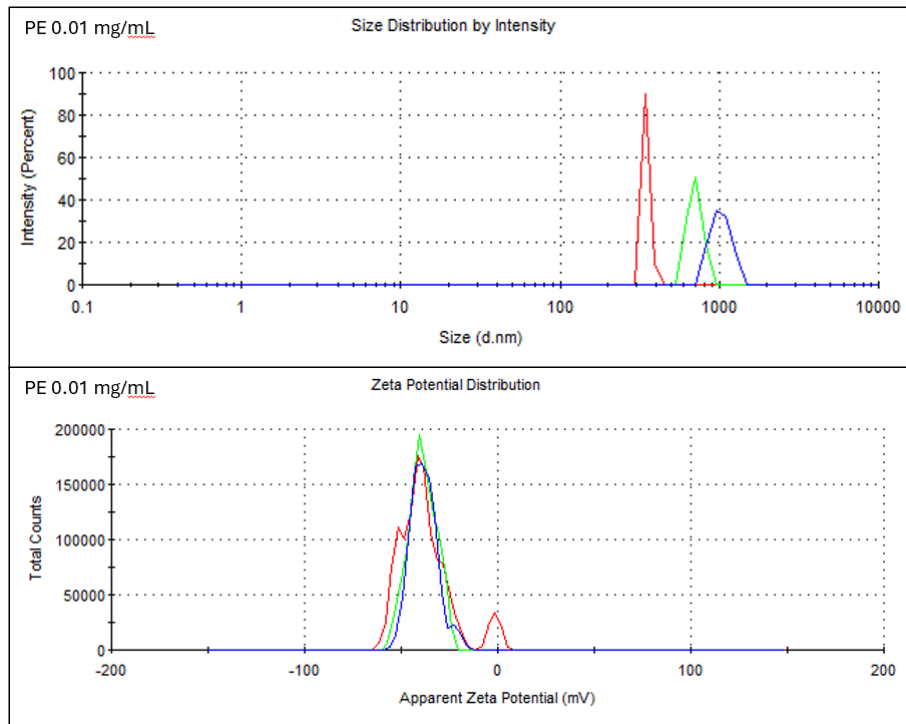 PE 0.01 mg/mL
Size Distribution by Intensity
Intensity (Percent)
100
80
60
40
20
0
0.1 1 10 100 1000 10000
Size (d.nm)
PE 0.01 mg/mL
Zeta Potential Distribution
Total Counts
200000
150000
100000
50000
0
-200 -100 0 100 200
Apparent Zeta Potential (mV)